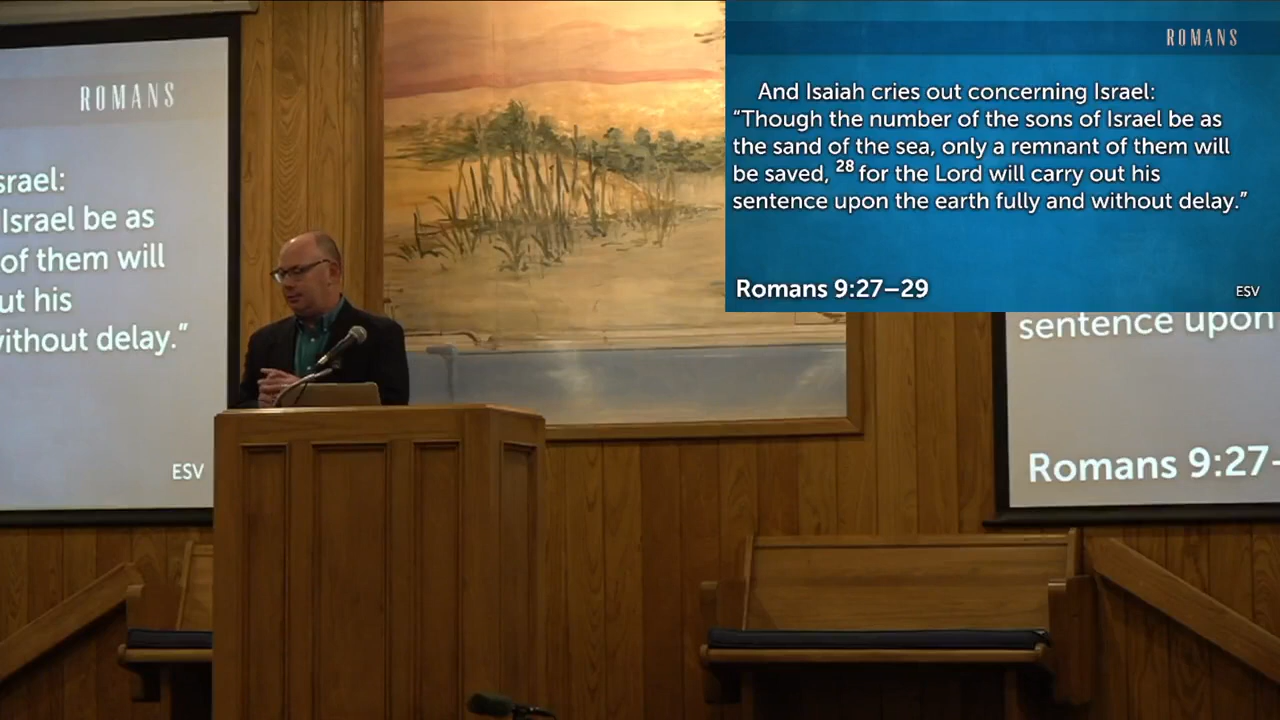 ROMANS
srael:
Israel be as
of them will
ut his
vithout delay.”
ESV
ROMANS
And Isaiah cries out concerning Israel:
“Though the number of the sons of Israel be as
the sand of the sea, only a remnant of them will
be saved, 28 for the Lord will carry out his
sentence upon the earth fully and without delay.”
Romans 9:27–29
ESV
sentence upon
Romans 9:27-